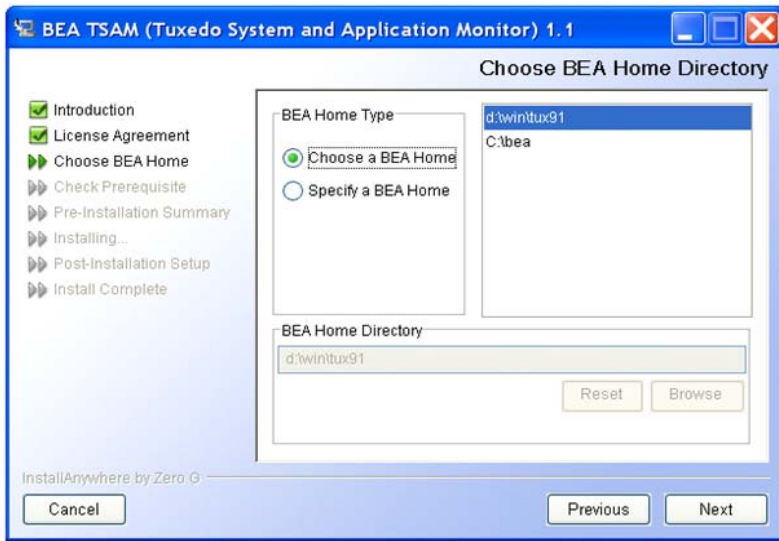 BEA TSAM (Tuxedo System and Application Monitor) 1.1
Choose BEA Home Directory
Introduction
License Agreement
Choose BEA Home
Check Prerequisite
Pre-Installation Summary
Installing...
Post-Installation Setup
Install Complete
BEA Home Type
Choose a BEA Home
Specify a BEA Home
d:\win\tux91
C:\bea
BEA Home Directory
d:\win\tux91
Reset Browse
InstallAnywhere by Zero G
Cancel Previous Next